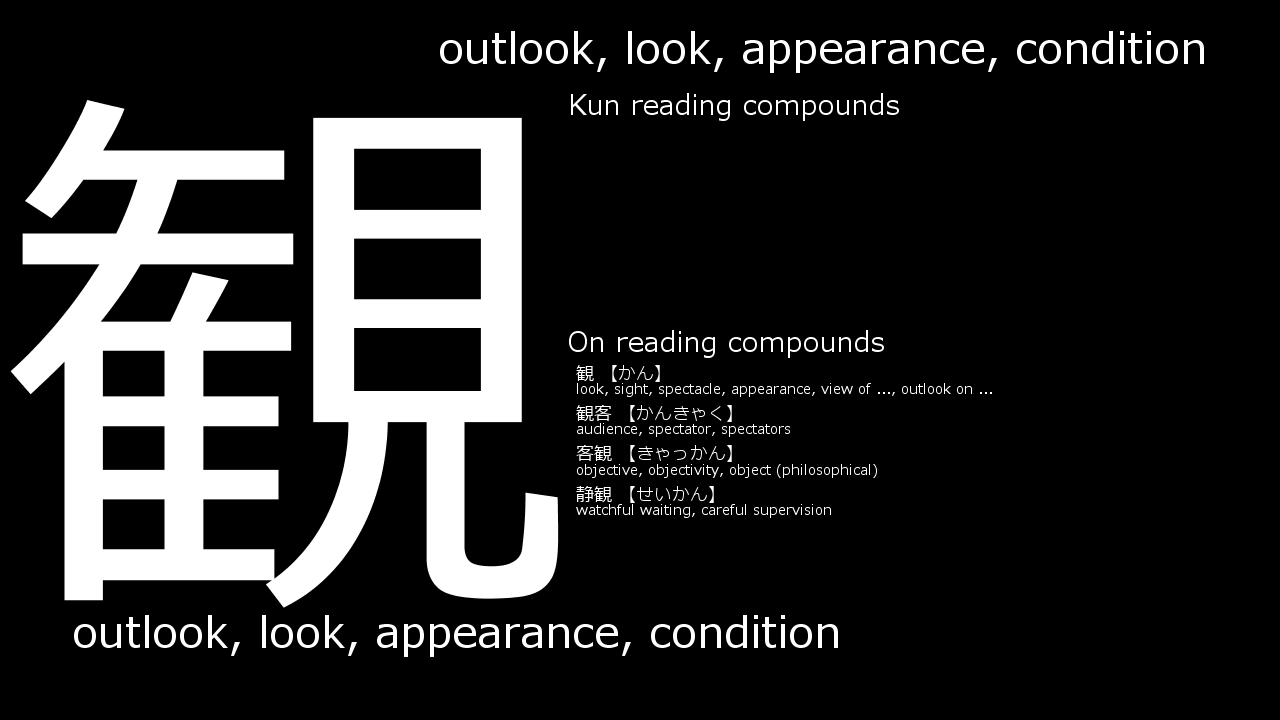 outlook, look, appearance, condition
観
Kun reading compounds
On reading compounds
観 【かん】
look, sight, spectacle, appearance, view of ..., outlook on ...
観客 【かんきゃく】
audience, spectator, spectators
客観 【きゃっかん】
objective, objectivity, object (philosophical)
静観 【せいかん】
watchful waiting, careful supervision
outlook, look, appearance, condition